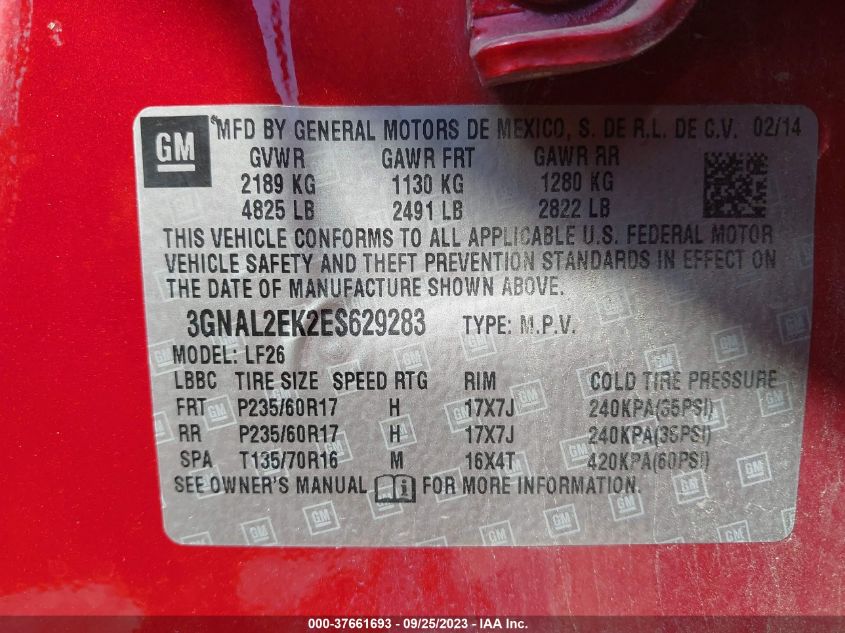 GM
MFD BY GENERAL MOTORS DE MEXICO, S. DE R.L. DE C.V. 02/14
GVWR GAWR FRT GAWR RR
2189 KG 1130 KG 1280 KG
4825 LB 2491 LB 2822 LB
THIS VEHICLE CONFORMS TO ALL APPLICABLE U.S. FEDERAL MOTOR
VEHICLE SAFETY AND THEFT PREVENTION STANDARDS IN EFFECT ON
THE DATE OF MANUFACTURE SHOWN ABOVE.
3GNAL2EK2ES629283 TYPE: M.P.V.
MODEL: LF26
LBBC TIRE SIZE SPEED RTG RIM COLD TIRE PRESSURE
FRT P235/60R17 H 17X7J 240KPA(35PSI)
RR P235/60R17 H 17X7J 240KPA(35PSI)
SPA T135/70R16 M 16X4T 420KPA(60PSI)
SEE OWNER'S MANUAL FOR MORE INFORMATION.
000-37661693 - 09/25/2023 - IAA Inc.